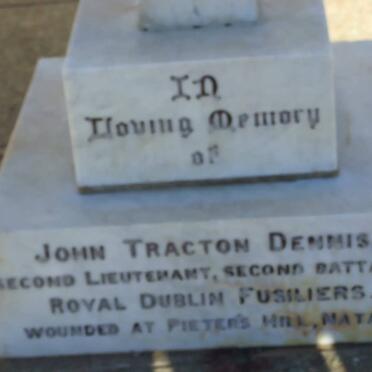 IN
Loving Memory
of
JOHN TRACTON DENNIS
SECOND LIEUTENANT, SECOND BATTA
ROYAL DUBLIN FUSILIERS.
WOUNDED AT PIETERS HILL, NATA